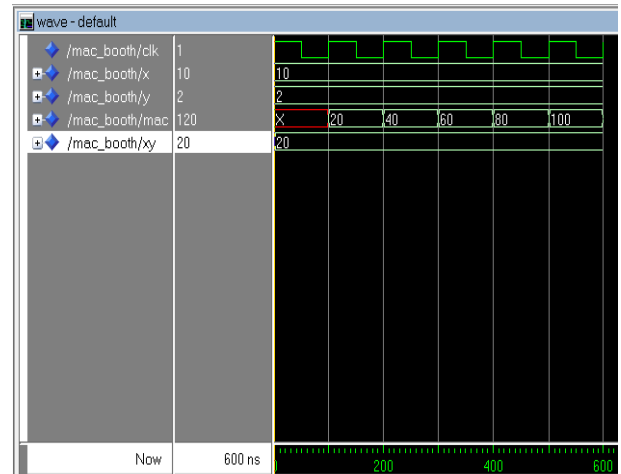 wave - default
/mac_booth/clk 1
/mac_booth/x 10 10
/mac_booth/y 2 2
/mac_booth/mac 120 X 20 40 60 80 100
/mac_booth/xy 20 20
Now 600 ns 200 400 600